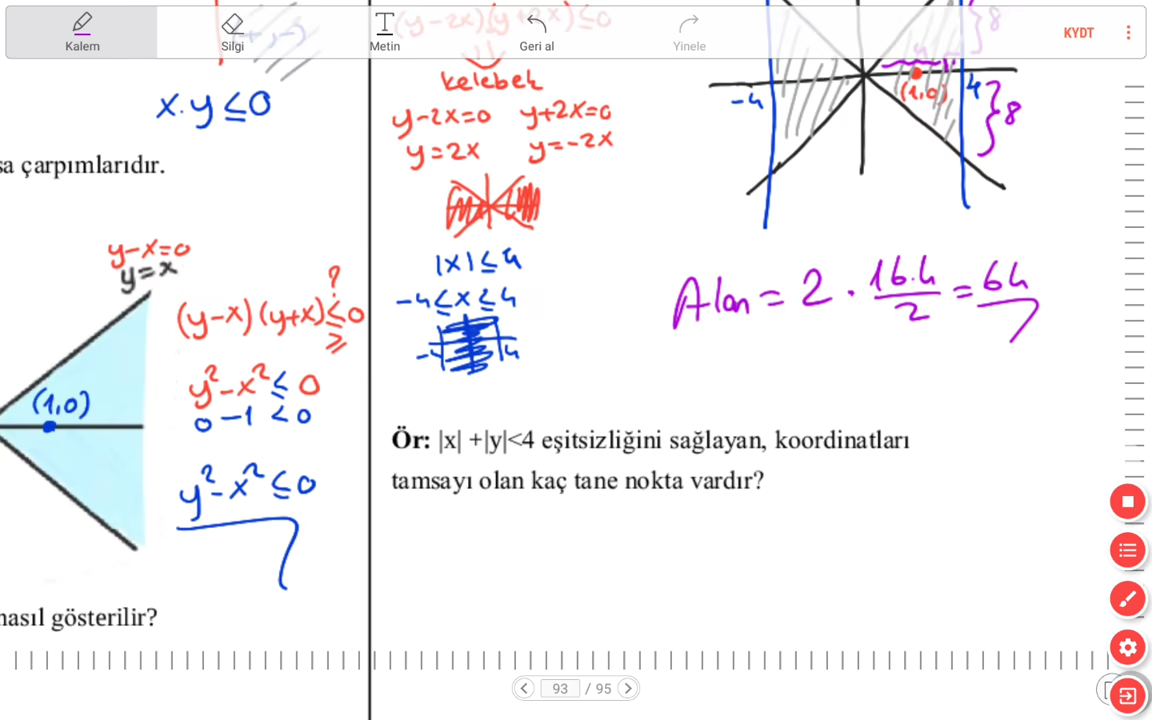 Kalem
Silgi
Metin
Geri al
Yinele
KYDT
x.y≤0
sa çarpımlarıdır.
y-x=0
y=x
?
(y-x)(y+x)≤0
≥
y²-x²≤0
0-1<0
(1,0)
y²-x²≤0
nasıl gösterilir?
(y-2x)(y+2x)≤0
kelebek
y-2x=0 y+2x=0
y=2x y=-2x
|x|≤4
-4≤x≤4
-4 4
8
4
-4 (1,0) 4 8
Alan = 2 . 16.4/2 = 64
Ör: |x| +|y|<4 eşitsizliğini sağlayan, koordinatları
tamsayı olan kaç tane nokta vardır?
93 / 95